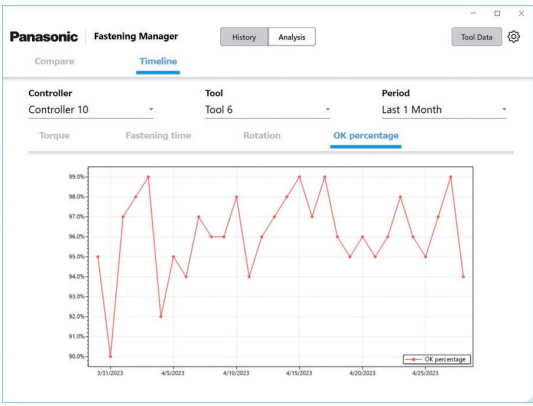 Panasonic Fastening Manager History Analysis Tool Data
Compare Timeline
Controller Tool Period
Controller 10 Tool 6 Last 1 Month
Torque Fastening time Rotation OK percentage
99.0%
98.0%
97.0%
96.0%
95.0%
94.0%
93.0%
92.0%
91.0%
90.0%
OK percentage
3/31/2023 4/5/2023 4/10/2023 4/15/2023 4/20/2023 4/25/2023